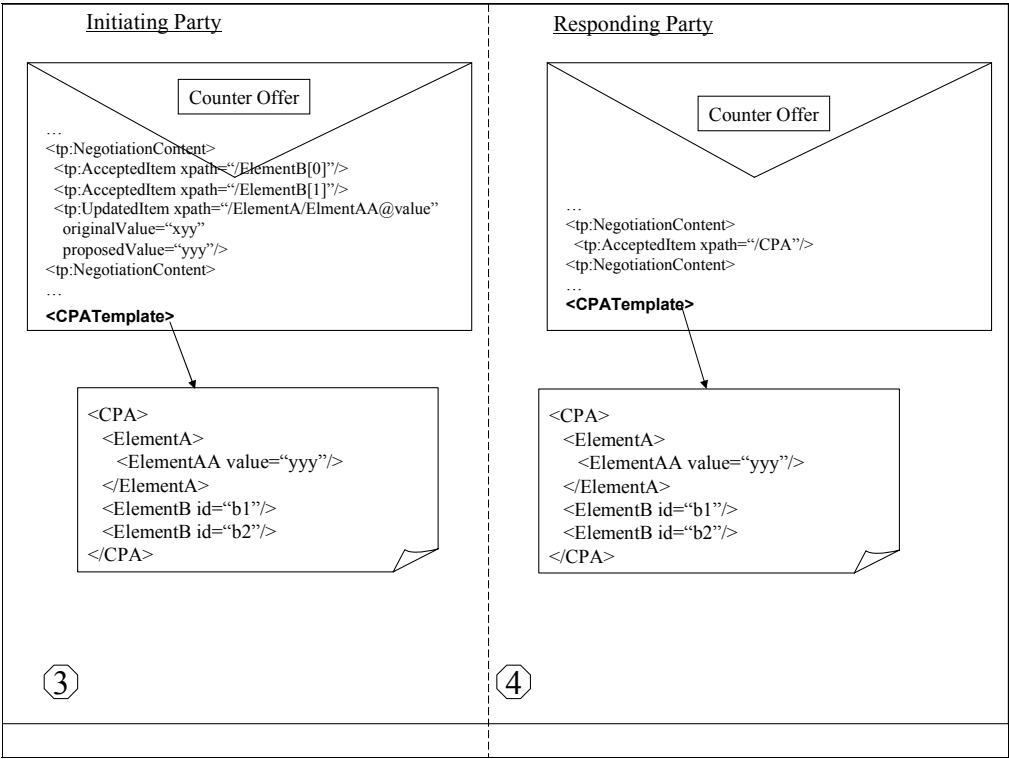 Initiating Party
Counter Offer
…
<tp:NegotiationContent>
<tp:AcceptedItem xpath=“/ElementB[0]”/>
<tp:AcceptedItem xpath=“/ElementB[1]”/>
<tp:UpdatedItem xpath=“/ElementA/ElmentAA@value”
originalValue=“xyy”
proposedValue=“yyy”/>
<tp:NegotiationContent>
…
<CPATemplate>
<CPA>
<ElementA>
<ElementAA value=“yyy”/>
</ElementA>
<ElementB id=“b1”/>
<ElementB id=“b2”/>
</CPA>
3
Responding Party
Counter Offer
…
<tp:NegotiationContent>
<tp:AcceptedItem xpath=“/CPA”/>
<tp:NegotiationContent>
…
<CPATemplate>
<CPA>
<ElementA>
<ElementAA value=“yyy”/>
</ElementA>
<ElementB id=“b1”/>
<ElementB id=“b2”/>
</CPA>
4